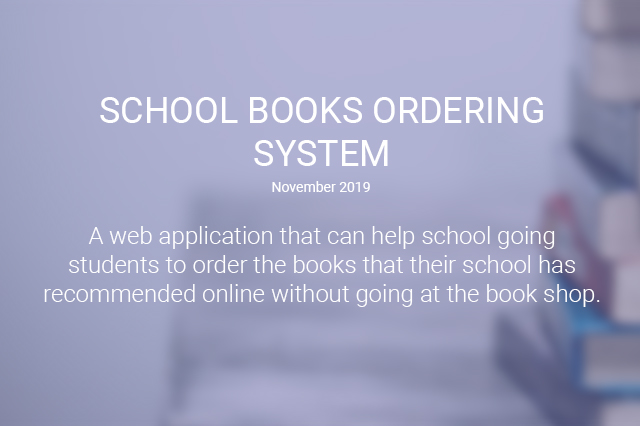 SCHOOL BOOKS ORDERING
SYSTEM
November 2019
A web application that can help school going
students to order the books that their school has
recommended online without going at the book shop.